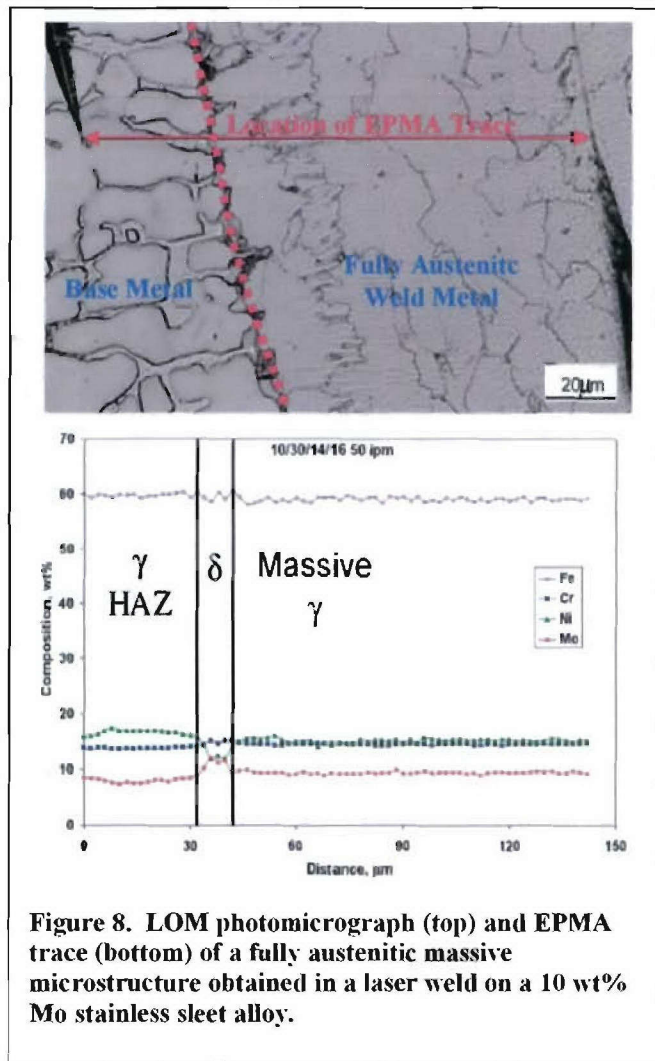 Location of EPMA Trace
Base Metal
Fully Austenitc
Weld Metal
20µm
10/30/14/16 50 ipm
70
60
50
40
30
20
10
0
Composition, wt%
γ
HAZ
δ
Massive
γ
Fe
Cr
Ni
Mo
0
30
60
90
120
150
Distance, µm
Figure 8. LOM photomicrograph (top) and EPMA
trace (bottom) of a fully austenitic massive
microstructure obtained in a laser weld on a 10 wt%
Mo stainless sleet alloy.